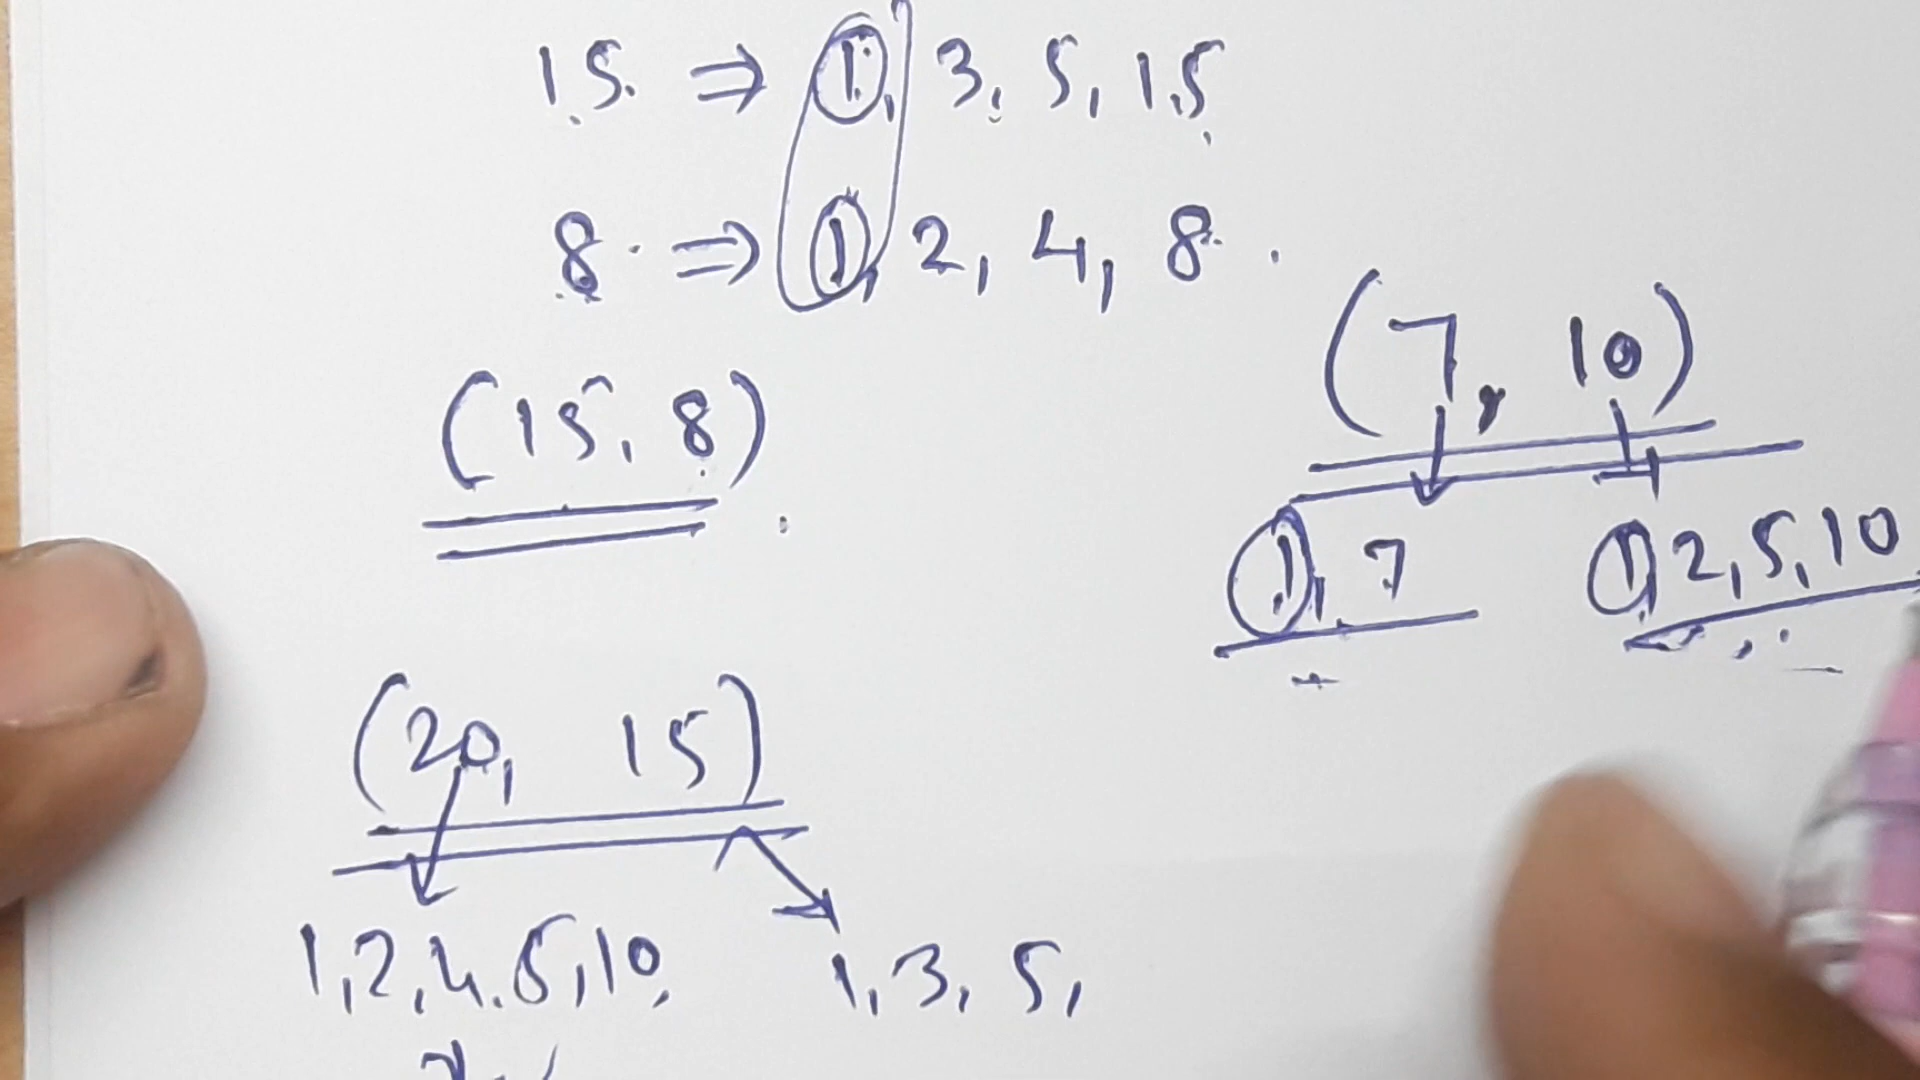 15 ⇒ 1, 3, 5, 15
8 ⇒ 1, 2, 4, 8
(7, 10)
(15, 8)
1, 7
1, 2, 5, 10
(20, 15)
1, 2, 4, 5, 10,
1, 3, 5,